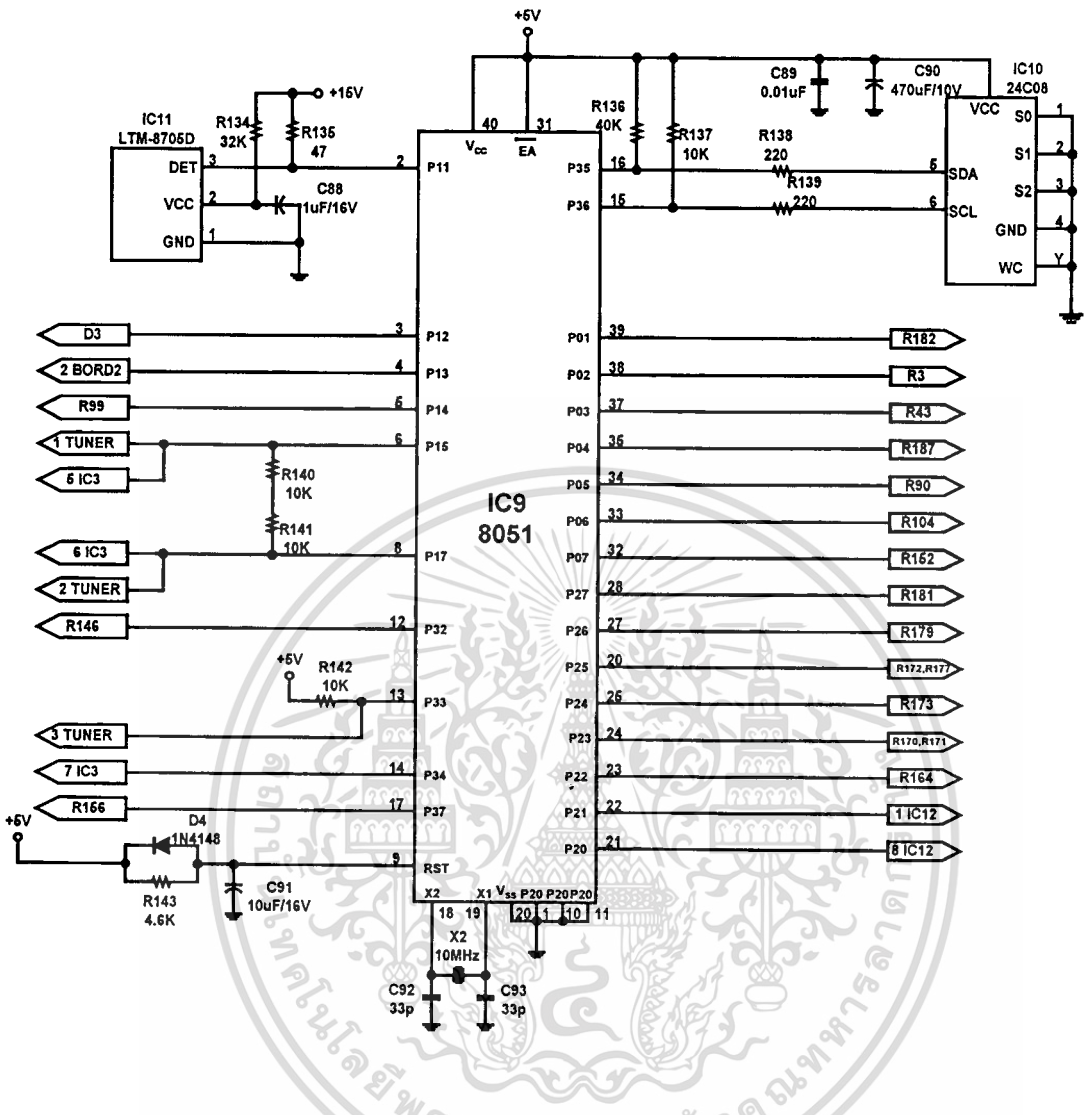 +5V
IC11
LTM-8705D
+15V
R134
32K
R135
47
DET
3
VCC
2
GND
1
C88
1uF/16V
40
31
VCC
EA
R136
40K
R137
10K
C89
0.01uF
C90
470uF/10V
IC10
24C08
VCC
S0
1
S1
2
S2
3
GND
4
WC
Y
SDA
5
SCL
6
R138
220
R139
220
2
P11
P35
16
P36
15
D3
3
P12
2 BORD2
4
P13
R99
5
P14
1 TUNER
6
P15
5 IC3
R140
10K
R141
10K
6 IC3
8
P17
2 TUNER
R146
12
P32
+5V
R142
10K
13
P33
3 TUNER
7 IC3
14
P34
R156
17
P37
+5V
D4
1N4148
R143
4.6K
C91
10uF/16V
9
RST
IC9
8051
P01
39
R182
P02
38
R3
P03
37
R43
P04
35
R187
P05
34
R90
P06
33
R104
P07
32
R152
P27
28
R181
P26
27
R179
P25
20
R172,R177
P24
26
R173
P23
24
R170,R171
P22
23
R164
P21
22
1 IC12
P20
21
8 IC12
X2
X1
VSS
P20
P20
P20
18
19
20
1
10
11
X2
10MHz
C92
33p
C93
33p